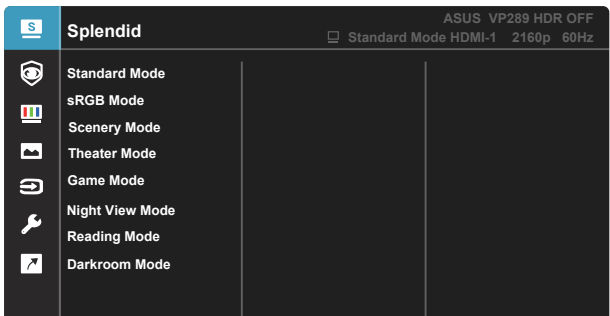 S
Splendid
ASUS VP289 HDR OFF
Standard Mode HDMI-1 2160p 60Hz
Standard Mode
sRGB Mode
Scenery Mode
Theater Mode
Game Mode
Night View Mode
Reading Mode
Darkroom Mode